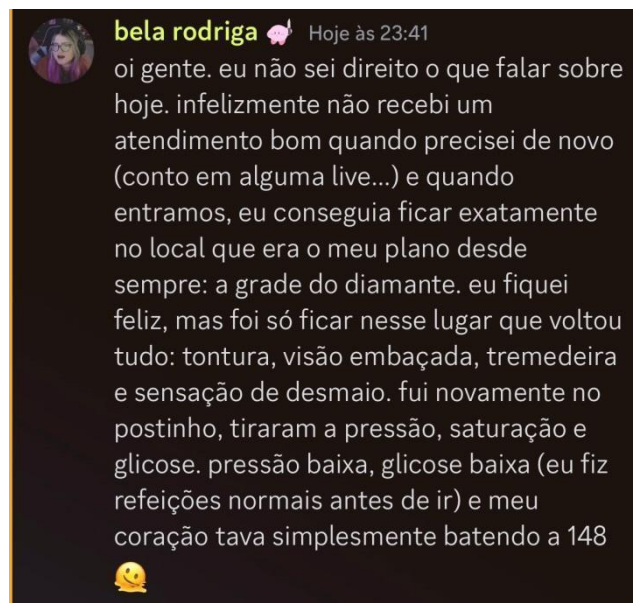 bela rodriga Hoje às 23:41
oi gente. eu não sei direito o que falar sobre
hoje. infelizmente não recebi um
atendimento bom quando precisei de novo
(conto em alguma live...) e quando
entramos, eu conseguia ficar exatamente
no local que era o meu plano desde
sempre: a grade do diamante. eu fiquei
feliz, mas foi só ficar nesse lugar que voltou
tudo: tontura, visão embaçada, tremedeira
e sensação de desmaio. fui novamente no
postinho, tiraram a pressão, saturação e
glicose. pressão baixa, glicose baixa (eu fiz
refeições normais antes de ir) e meu
coração tava simplesmente batendo a 148